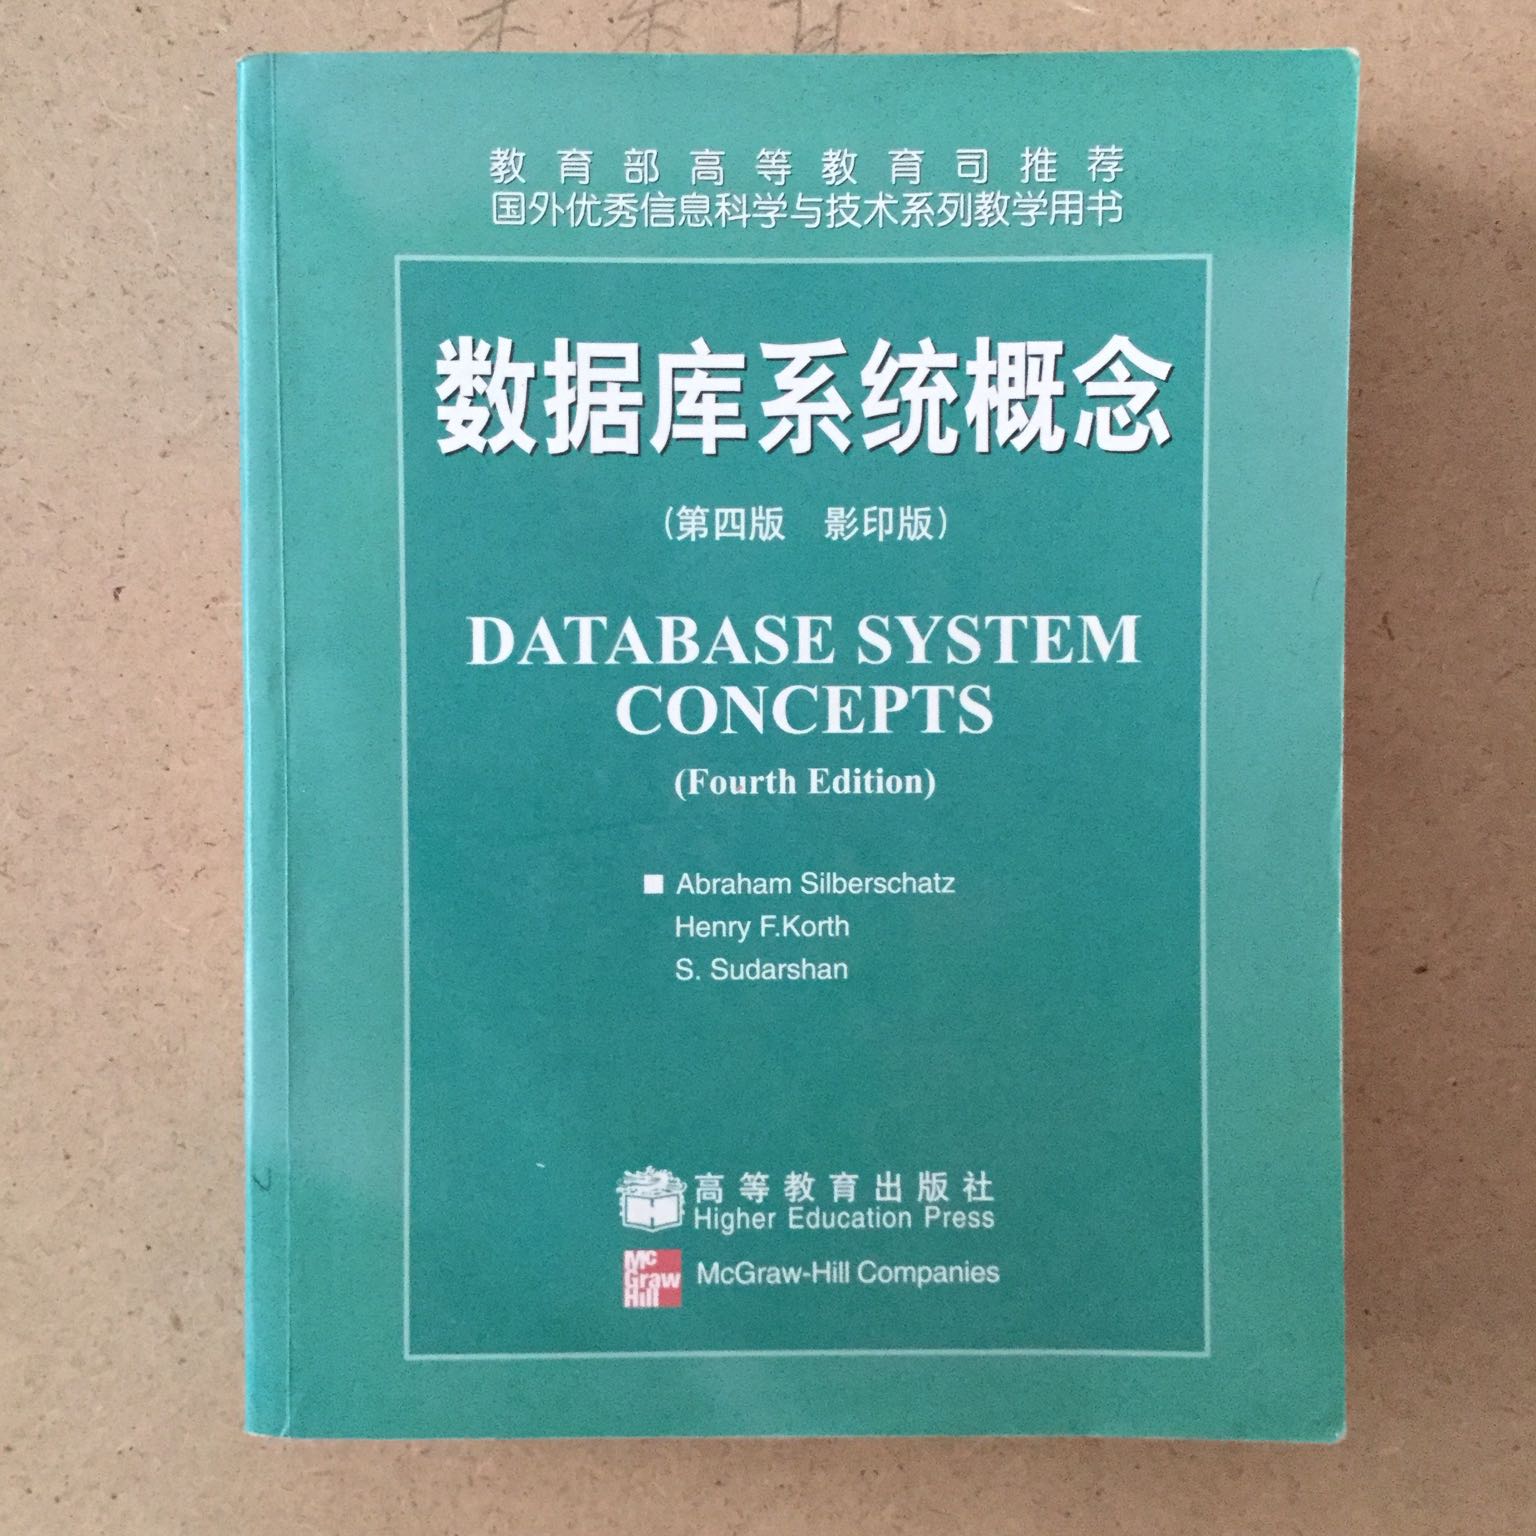 教育部高等教育司推荐
国外优秀信息科学与技术系列教学用书
数据库系统概念
(第四版 影印版)
DATABASE SYSTEM
CONCEPTS
(Fourth Edition)
■ Abraham Silberschatz
Henry F.Korth
S. Sudarshan
高等教育出版社
Higher Education Press
Mc
Graw
Hill
McGraw-Hill Companies